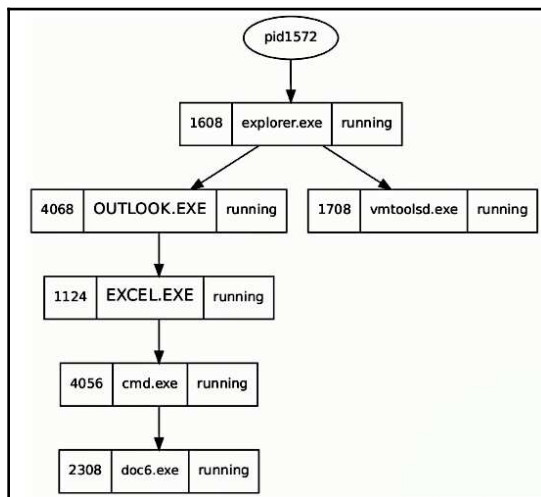 pid1572
1608 explorer.exe running
4068 OUTLOOK.EXE running 1708 vmtoolsd.exe running
1124 EXCEL.EXE running
4056 cmd.exe running
2308 doc6.exe running